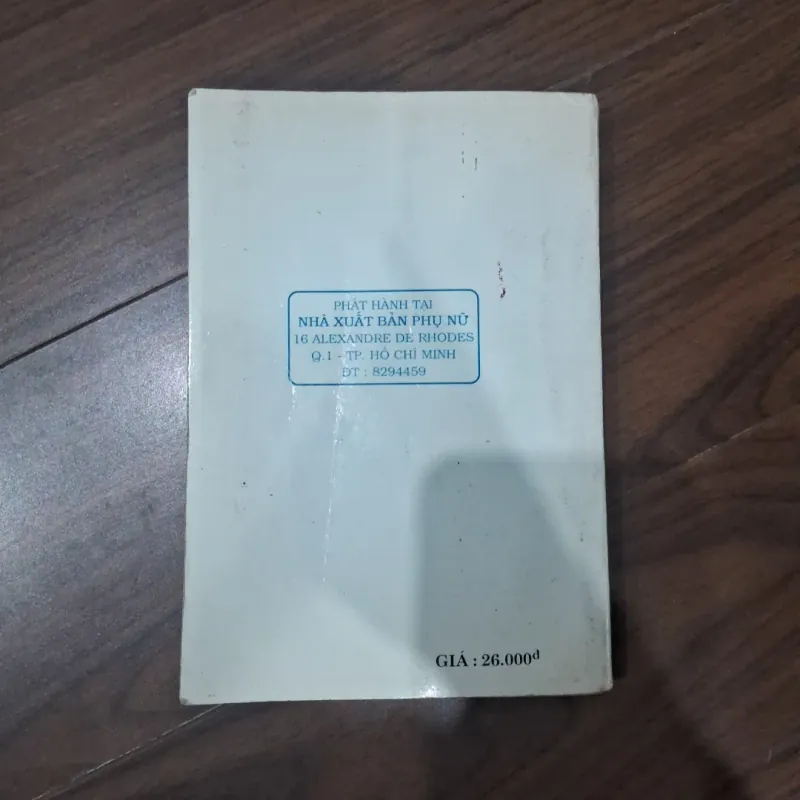 PHÁT HÀNH TẠI
NHÀ XUẤT BẢN PHỤ NỮ
16 ALEXANDRE DE RHODES
Q.1 - TP. HỒ CHÍ MINH
ĐT : 8294459
GIÁ : 26.000đ